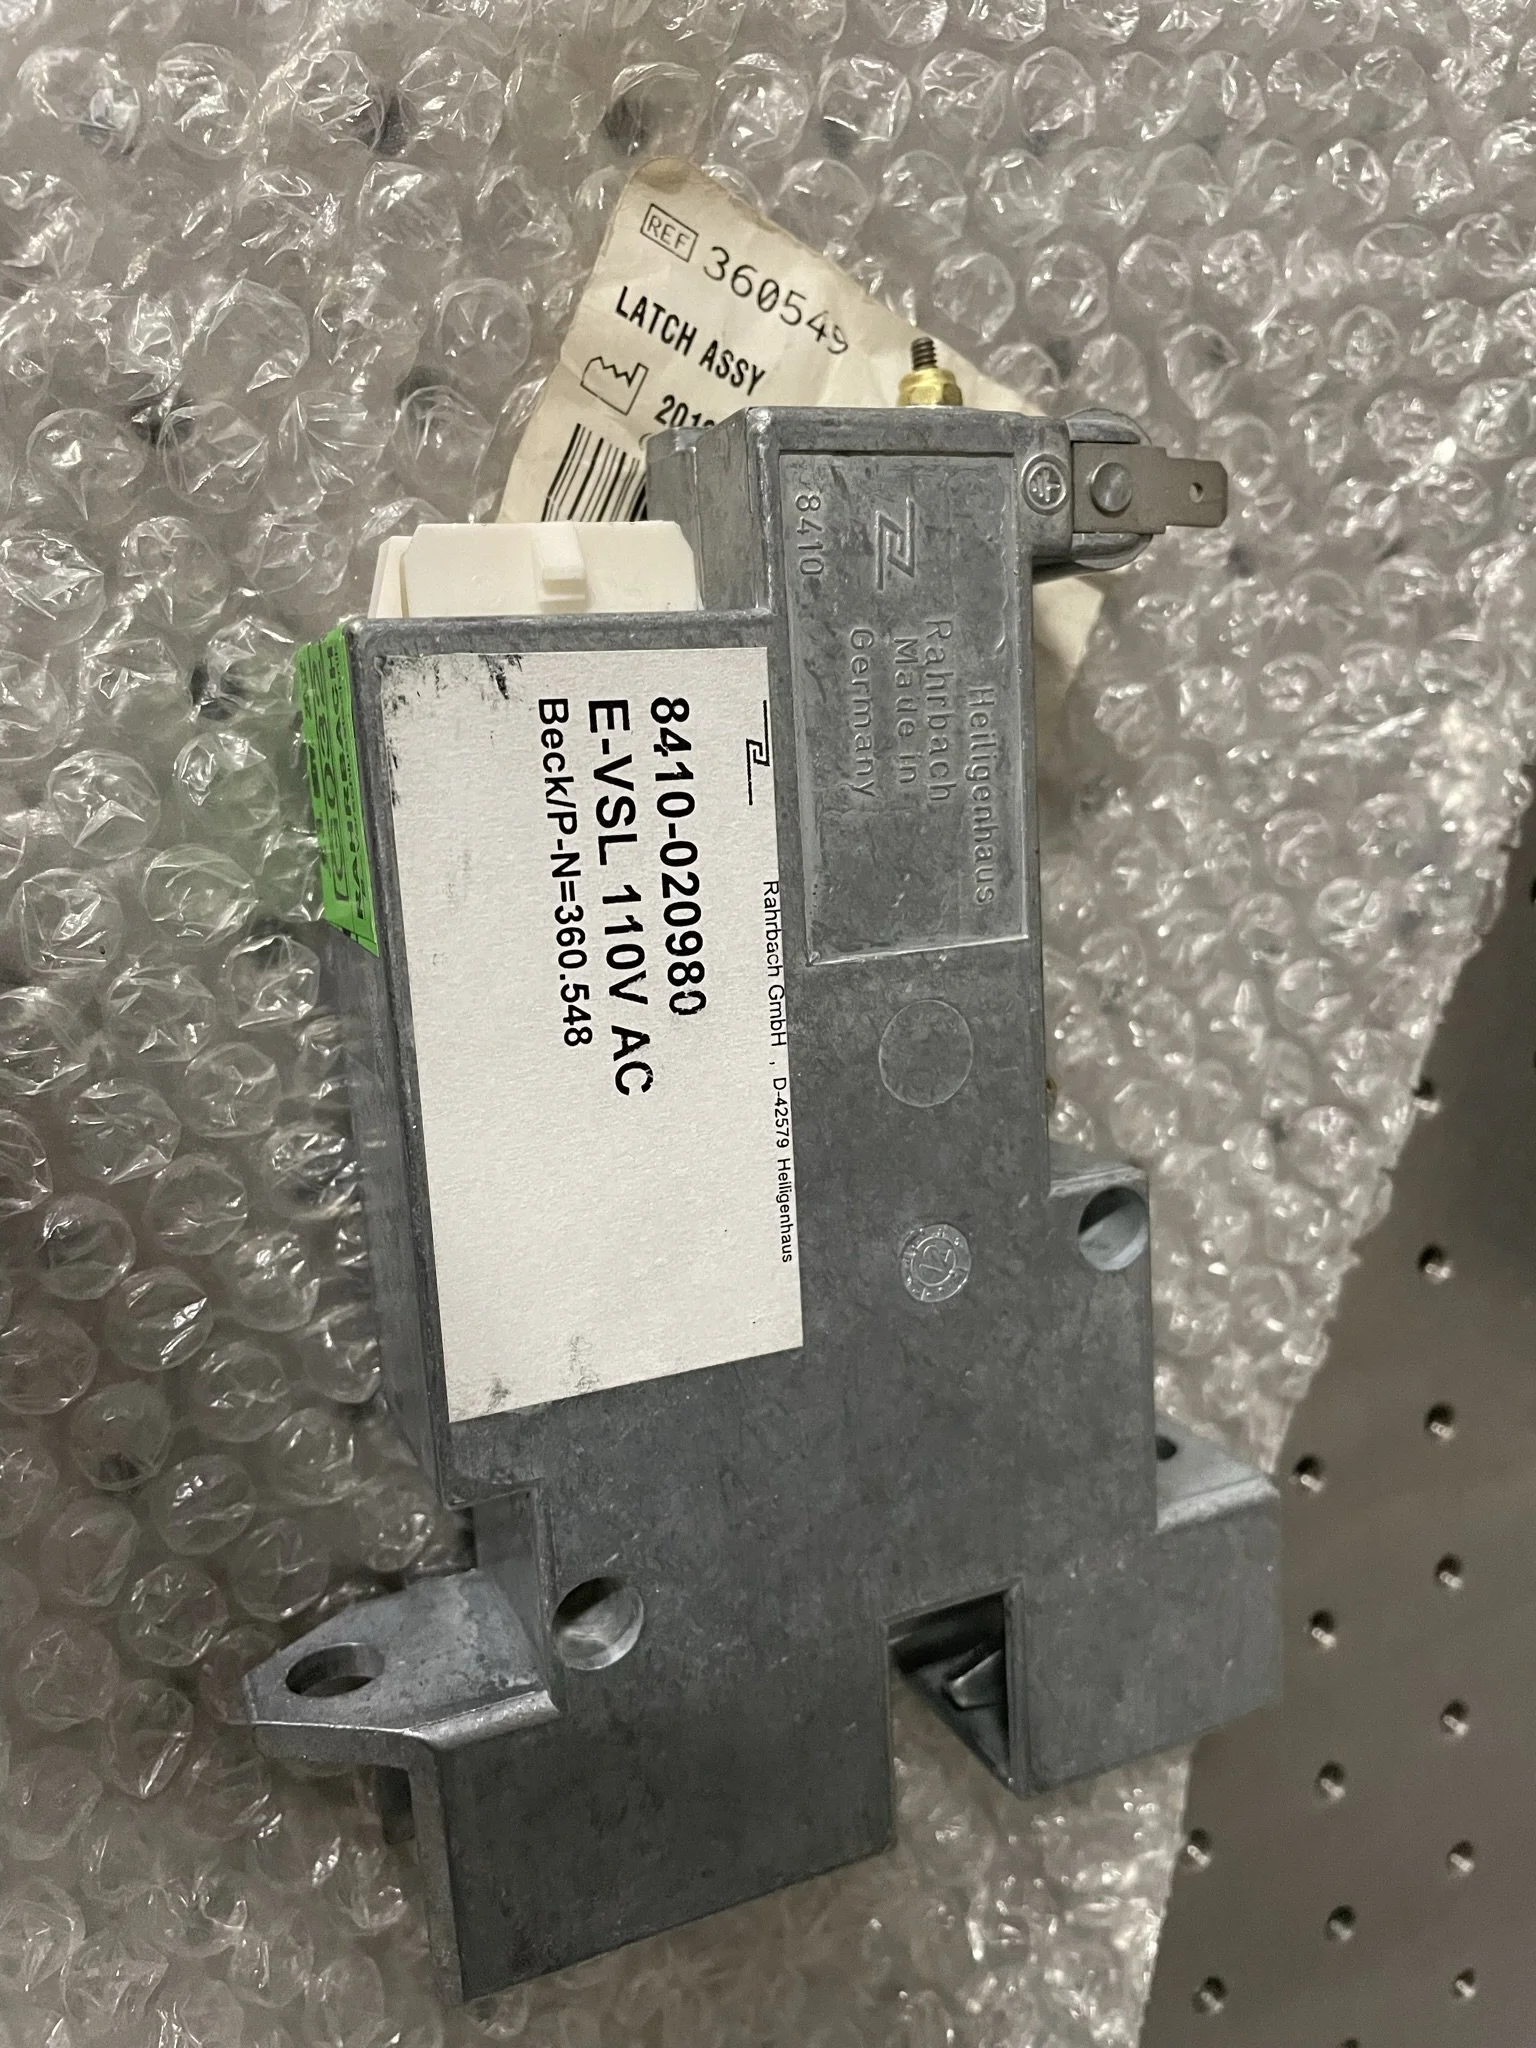 REF 360549
LATCH ASSY
8410
Heiligenhaus
Rahrbach
Made in
Germany
Rahrbach GmbH , D-42579 Heiligenhaus
8410-020980
E-VSL 110V AC
Beck/P-N=360.548